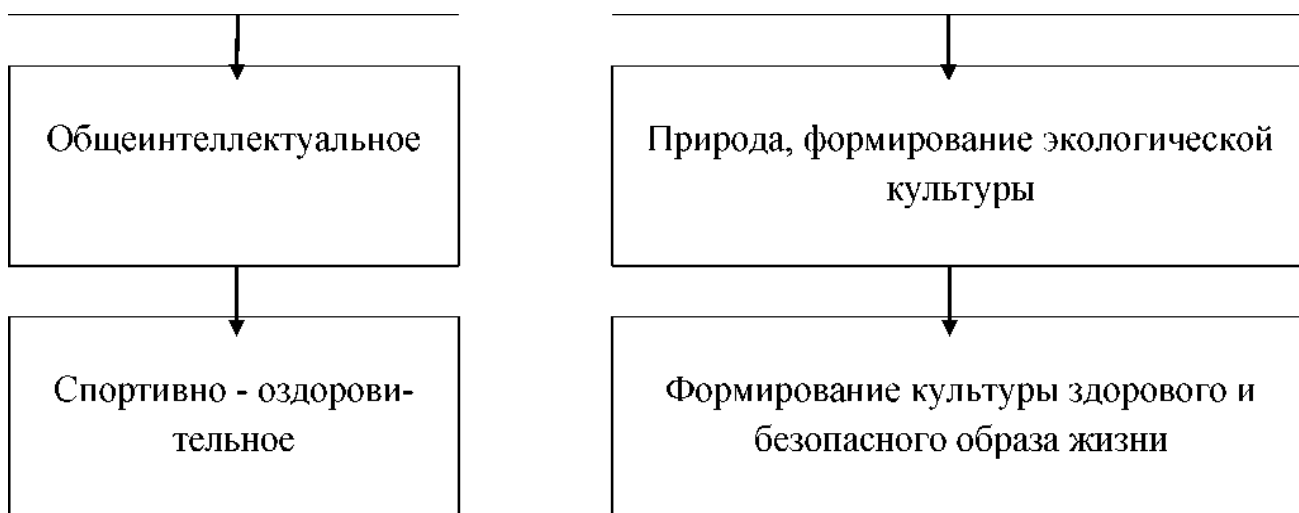 Общеинтеллектуальное
Природа, формирование экологической
культуры
Спортивно - оздорови-
тельное
Формирование культуры здорового и
безопасного образа жизни